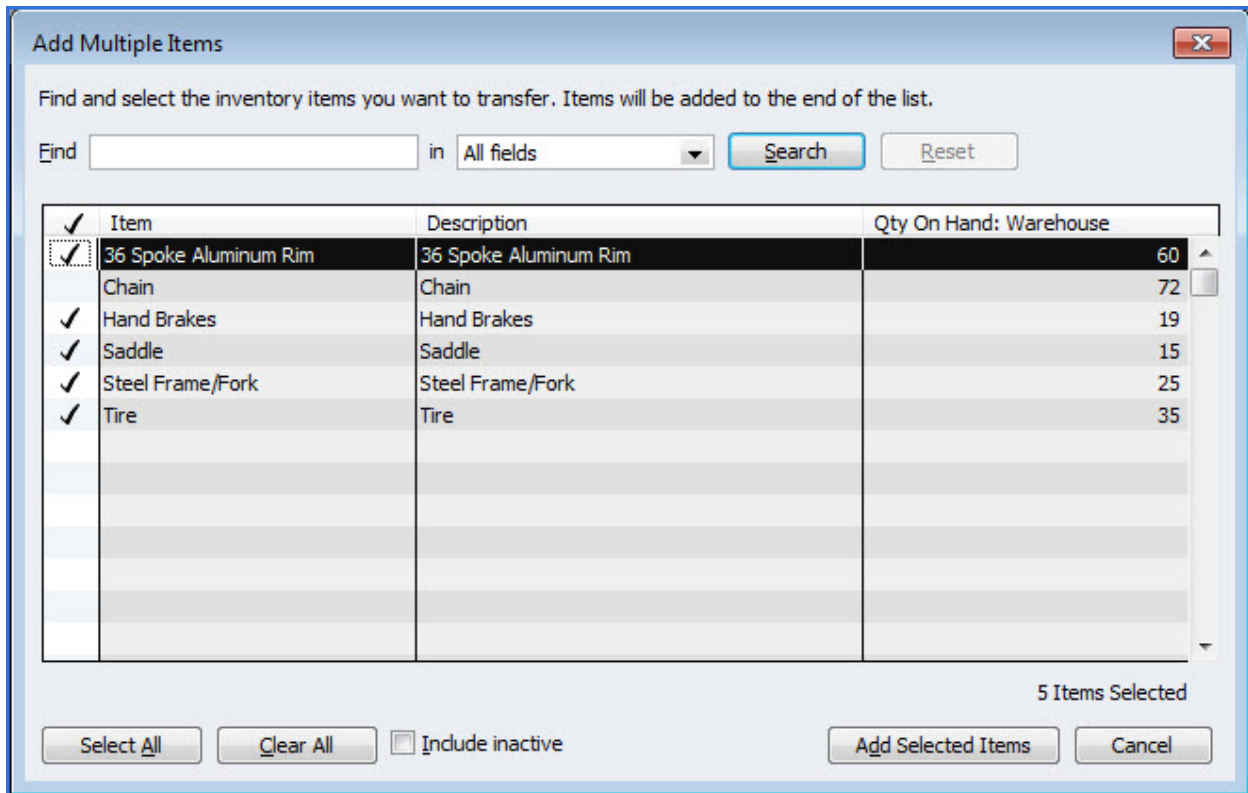 Add Multiple Items
Find and select the inventory items you want to transfer. Items will be added to the end of the list.
Find in All fields Search Reset
Item Description Qty On Hand: Warehouse
36 Spoke Aluminum Rim 36 Spoke Aluminum Rim 60
Chain Chain 72
Hand Brakes Hand Brakes 19
Saddle Saddle 15
Steel Frame/Fork Steel Frame/Fork 25
Tire Tire 35
5 Items Selected
Select All Clear All Include inactive Add Selected Items Cancel